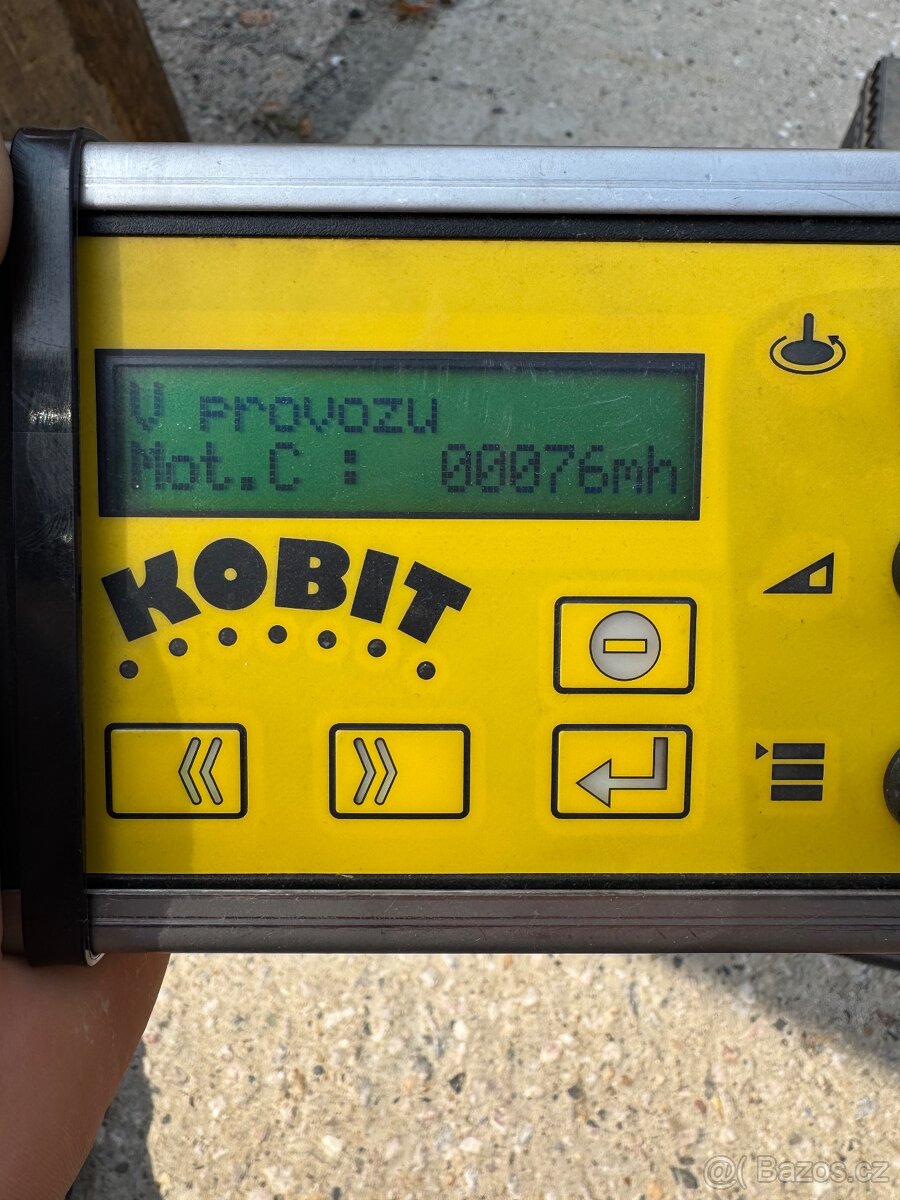 V provozu
Mot.C : 00076mh
KOBIT
@( Bazos.cz